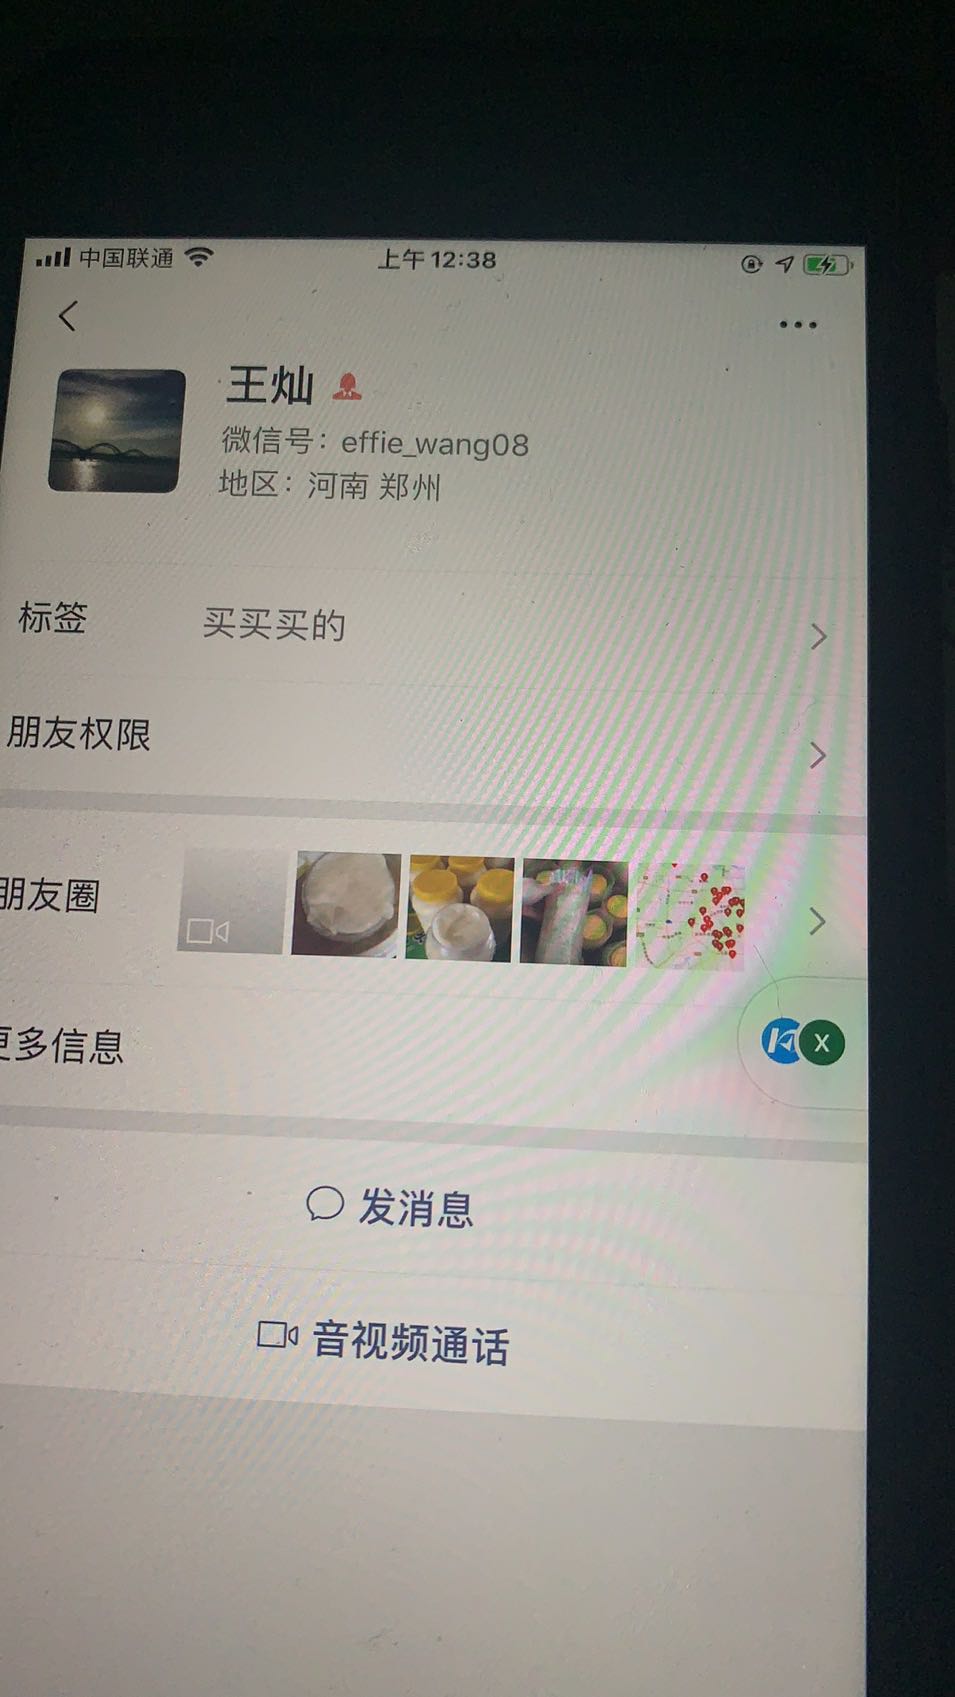 中国联通
上午12:38
王灿
微信号：effie_wang08
地区：河南 郑州
标签 买买买的
朋友权限
朋友圈
更多信息
X
发消息
音视频通话